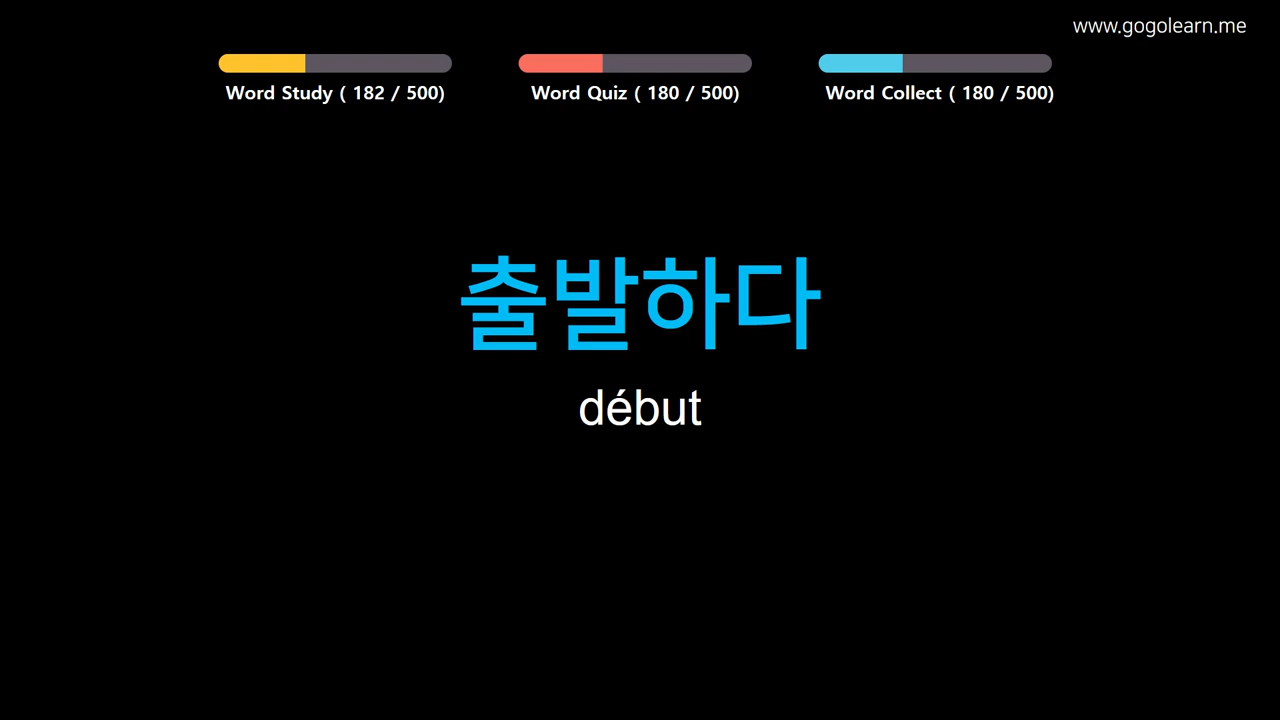 www.gogolearn.me
Word Study ( 182 / 500)
Word Quiz ( 180 / 500)
Word Collect ( 180 / 500)
출발하다
début